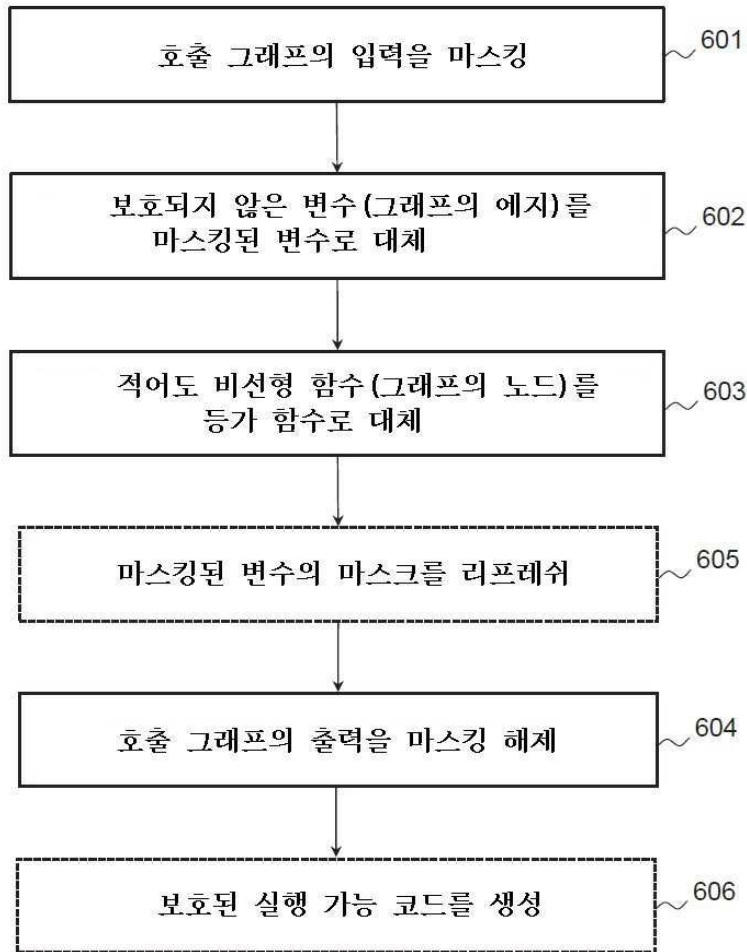 호출 그래프의 입력을 마스킹
601
보호되지 않은 변수(그래프의 에지)를
마스킹된 변수로 대체
602
적어도 비선형 함수(그래프의 노드)를
등가 함수로 대체
603
마스킹된 변수의 마스크를 리프레쉬
605
호출 그래프의 출력을 마스킹 해제
604
보호된 실행 가능 코드를 생성
606